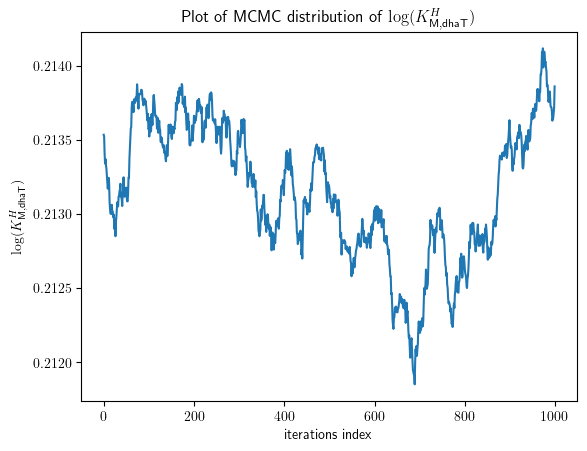 Plot of MCMC distribution of log(K^H_M,dhaT)
log(K^H_M,dhaT)
0.2140
0.2135
0.2130
0.2125
0.2120
0 200 400 600 800 1000
iterations index